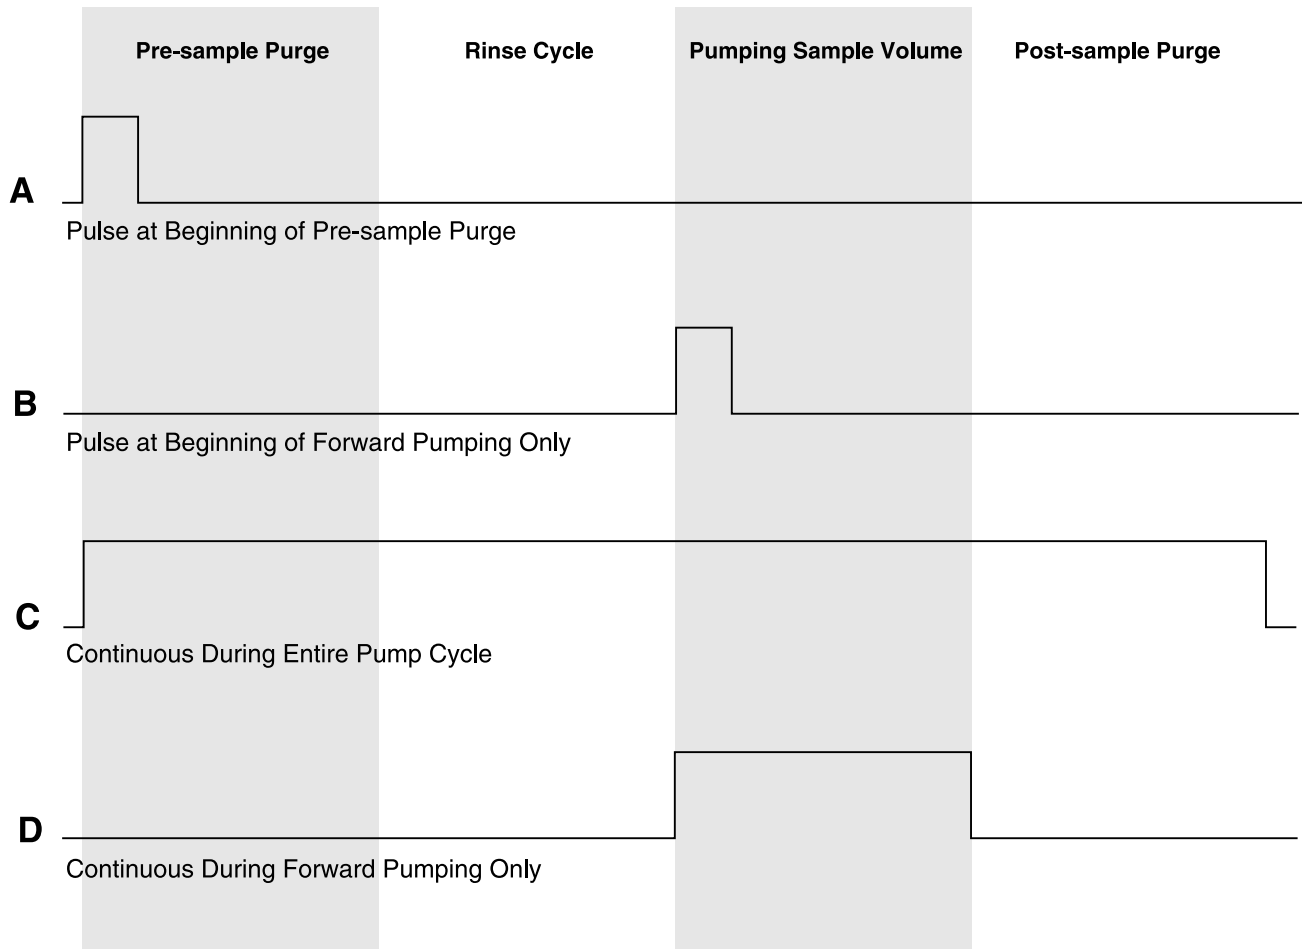 Pre-sample Purge Rinse Cycle Pumping Sample Volume Post-sample Purge
A
Pulse at Beginning of Pre-sample Purge
B
Pulse at Beginning of Forward Pumping Only
C
Continuous During Entire Pump Cycle
D
Continuous During Forward Pumping Only